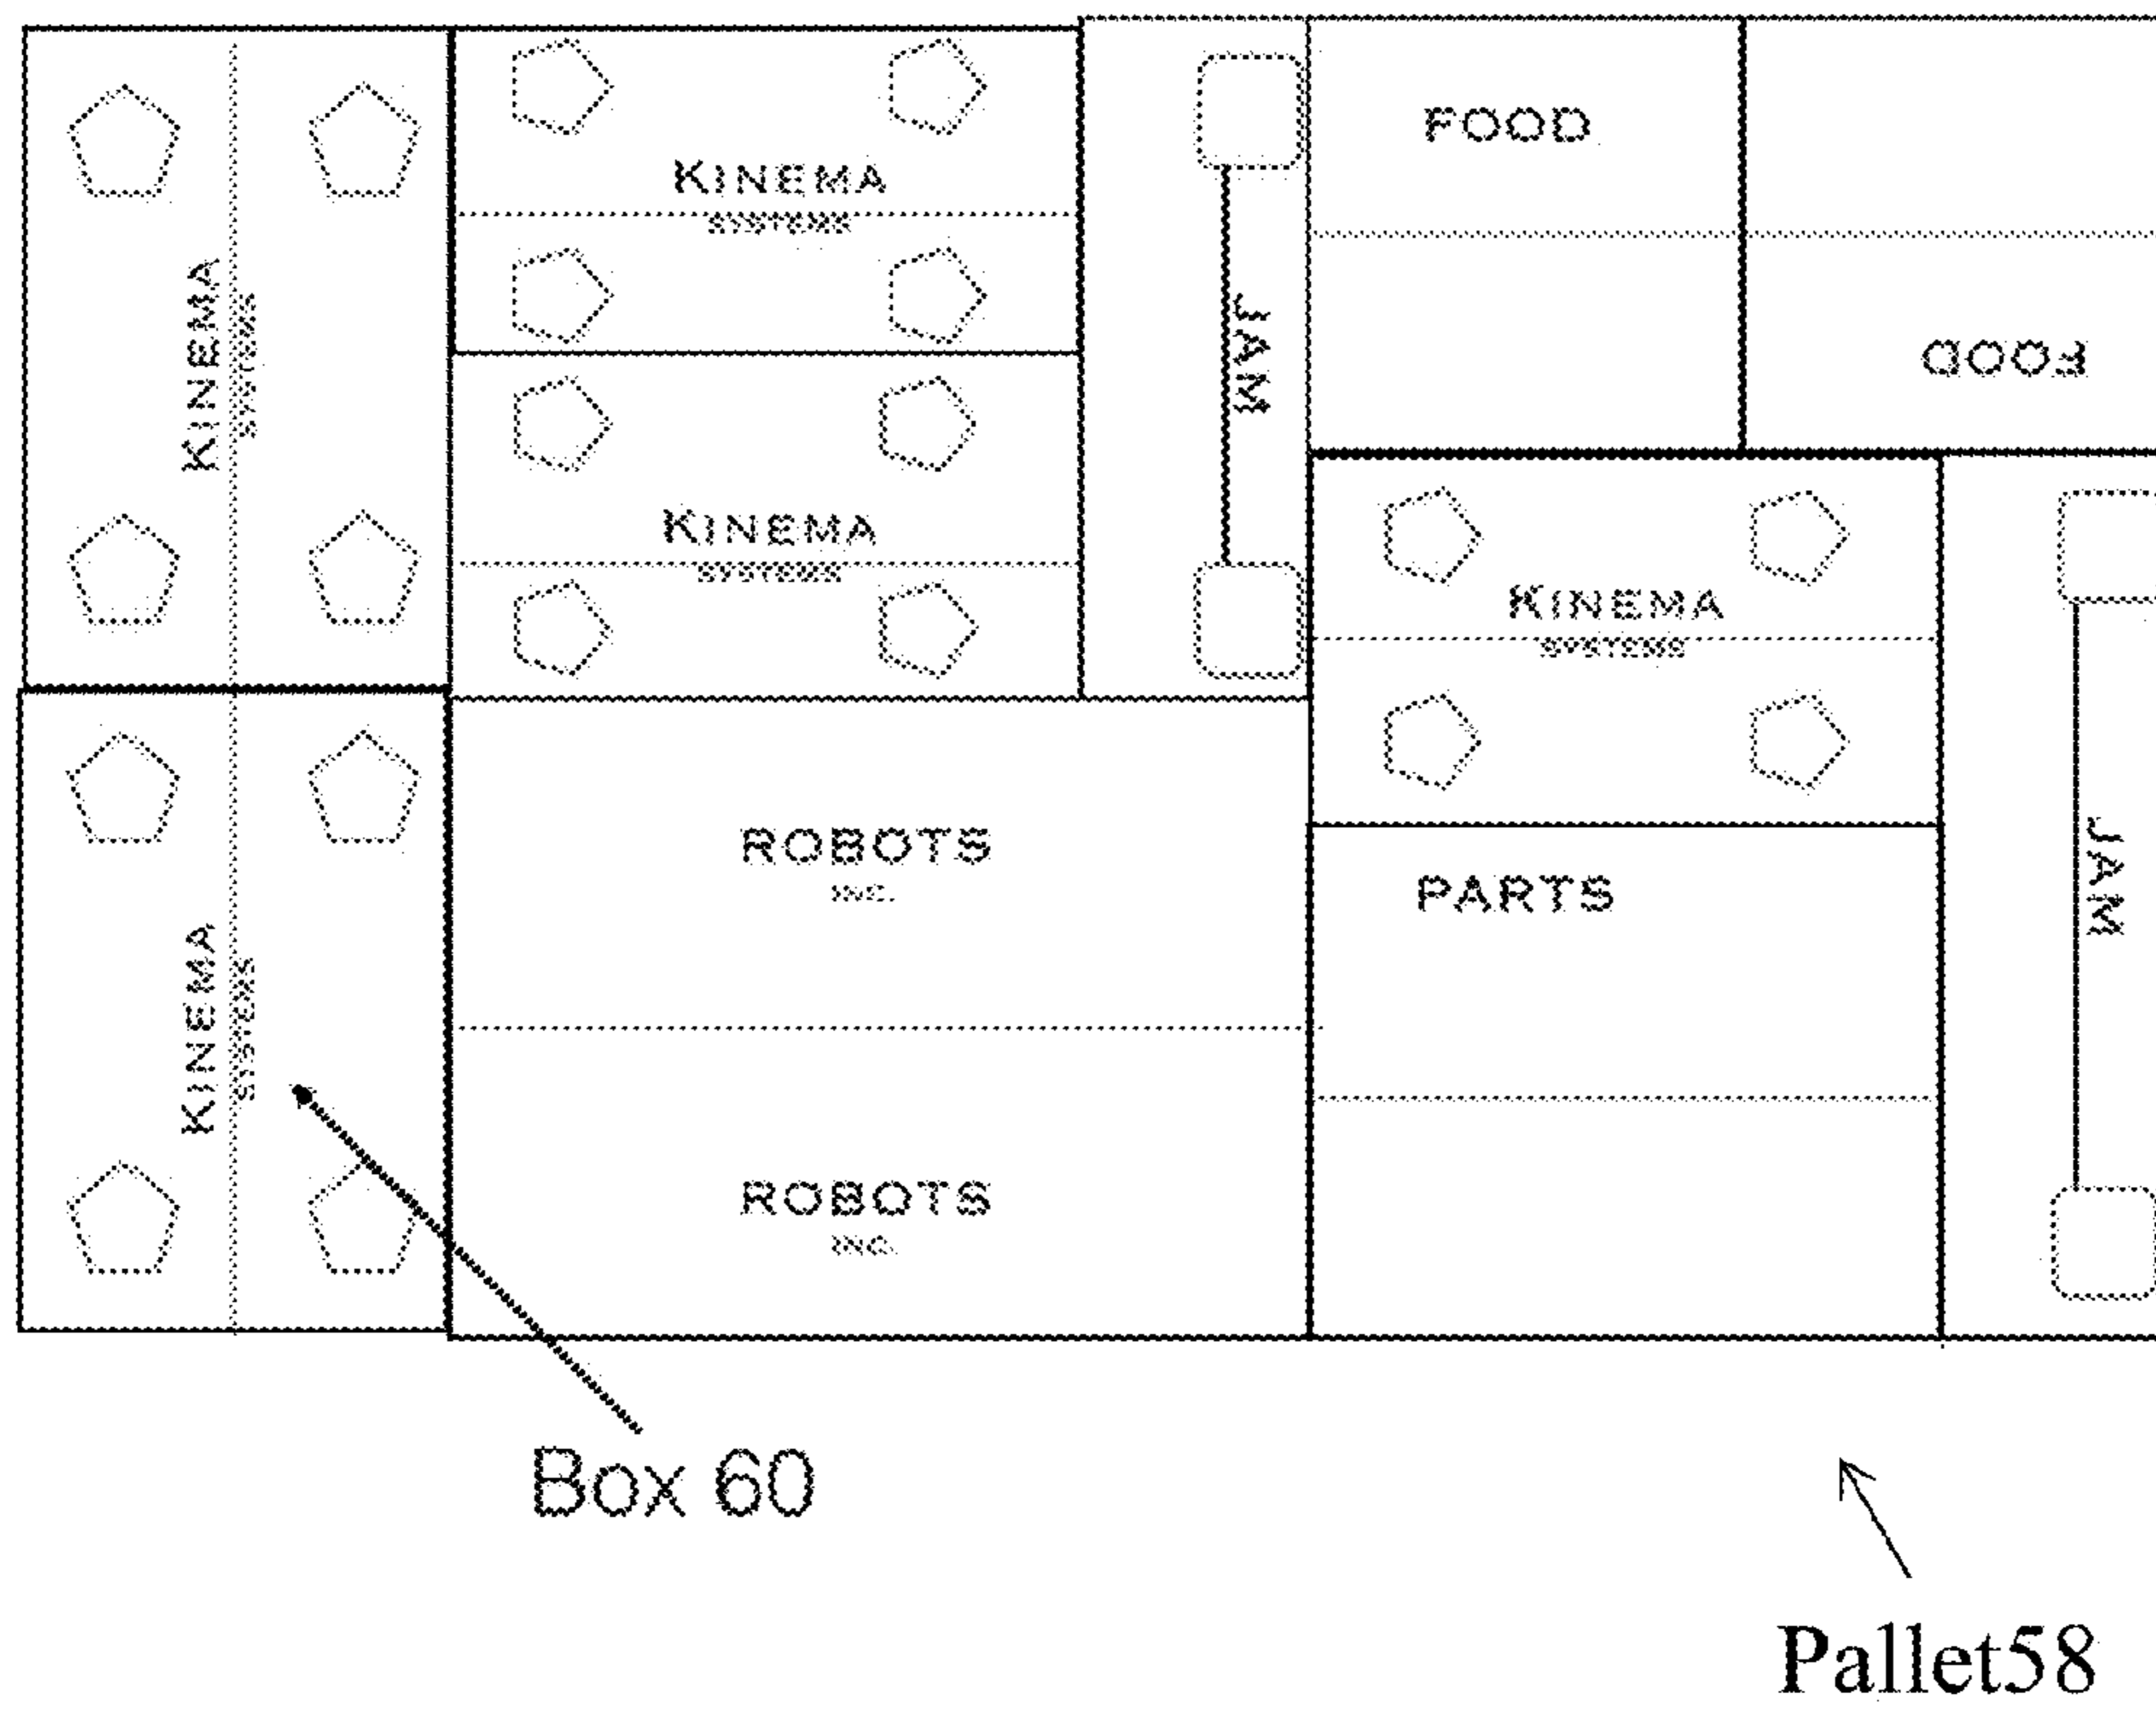 KINEMA
SYSTEMS
KINEMA
SYSTEMS
JAM
FOOD
FOOD
KINEMA
SYSTEMS
KINEMA
SYSTEMS
KINEMA
SYSTEMS
ROBOTS
INC.
PARTS
JAM
ROBOTS
INC.
Box 60
Pallet58